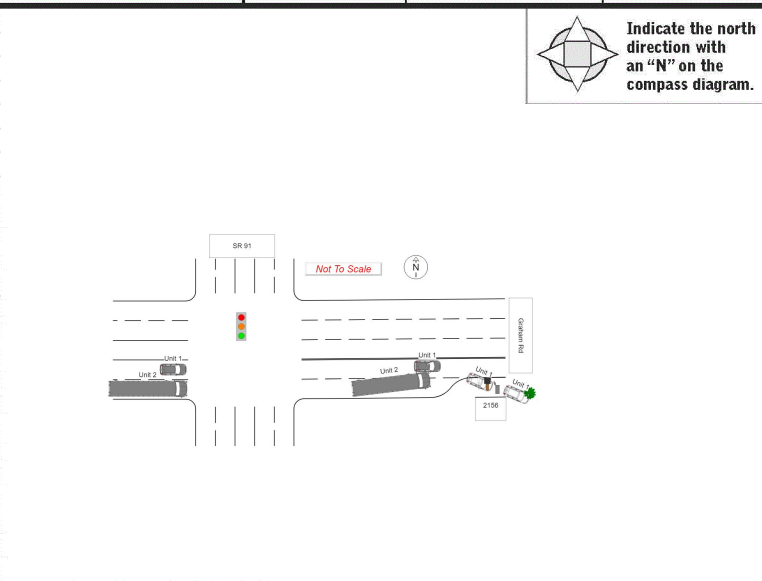 Indicate the north
direction with
an “N” on the
compass diagram.
SR 91
Not To Scale
N
Graham Rd
Unit 1
Unit 2
Unit 1
Unit 2
Unit 1
Unit 1
2156